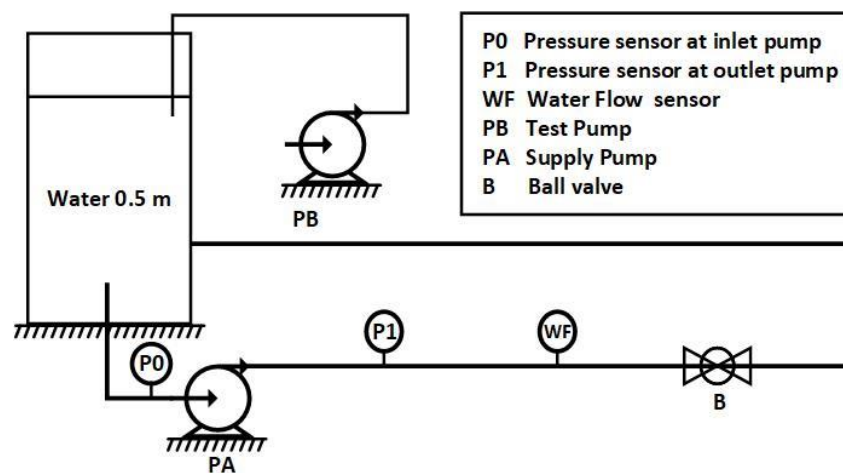 P0 Pressure sensor at inlet pump
P1 Pressure sensor at outlet pump
WF Water Flow sensor
PB Test Pump
PA Supply Pump
B Ball valve
Water 0.5 m
PB
P0
P1
WF
B
PA